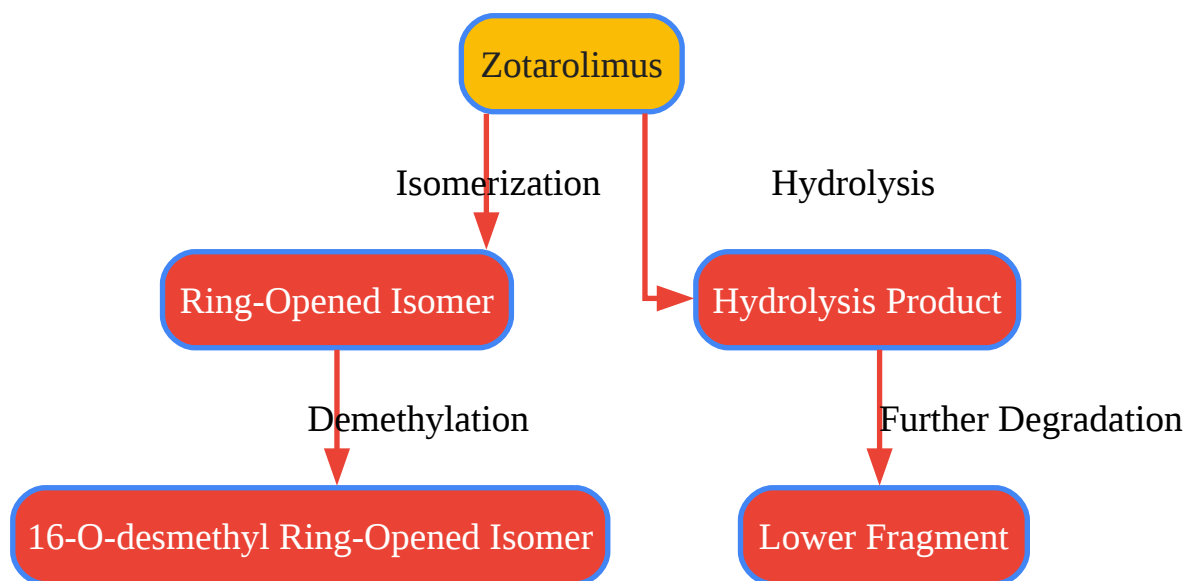 Zotarolimus
Isomerization
Hydrolysis
Ring-Opened Isomer
Hydrolysis Product
Demethylation
Further Degradation
16-O-desmethyl Ring-Opened Isomer
Lower Fragment